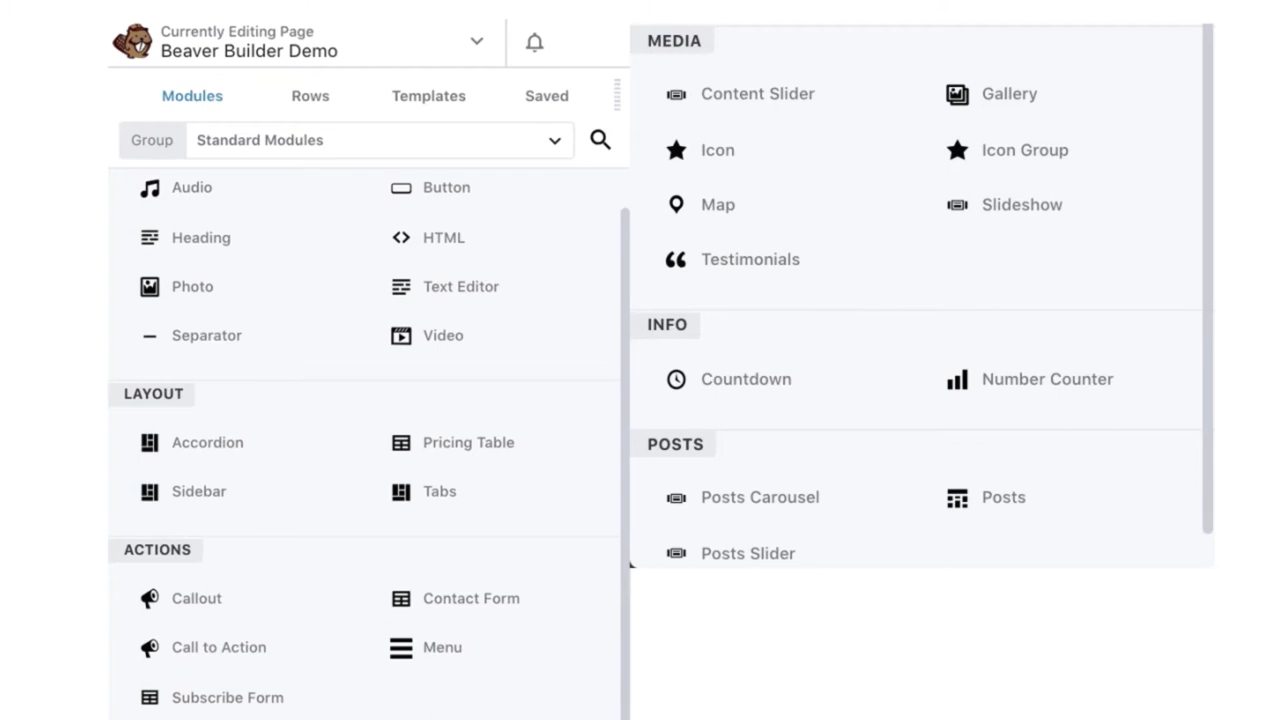 Currently Editing Page
Beaver Builder Demo
Modules Rows Templates Saved
Group Standard Modules
Audio Button
Heading HTML
Photo Text Editor
Separator Video
LAYOUT
Accordion Pricing Table
Sidebar Tabs
ACTIONS
Callout Contact Form
Call to Action Menu
Subscribe Form
MEDIA
Content Slider Gallery
Icon Icon Group
Map Slideshow
Testimonials
INFO
Countdown Number Counter
POSTS
Posts Carousel Posts
Posts Slider